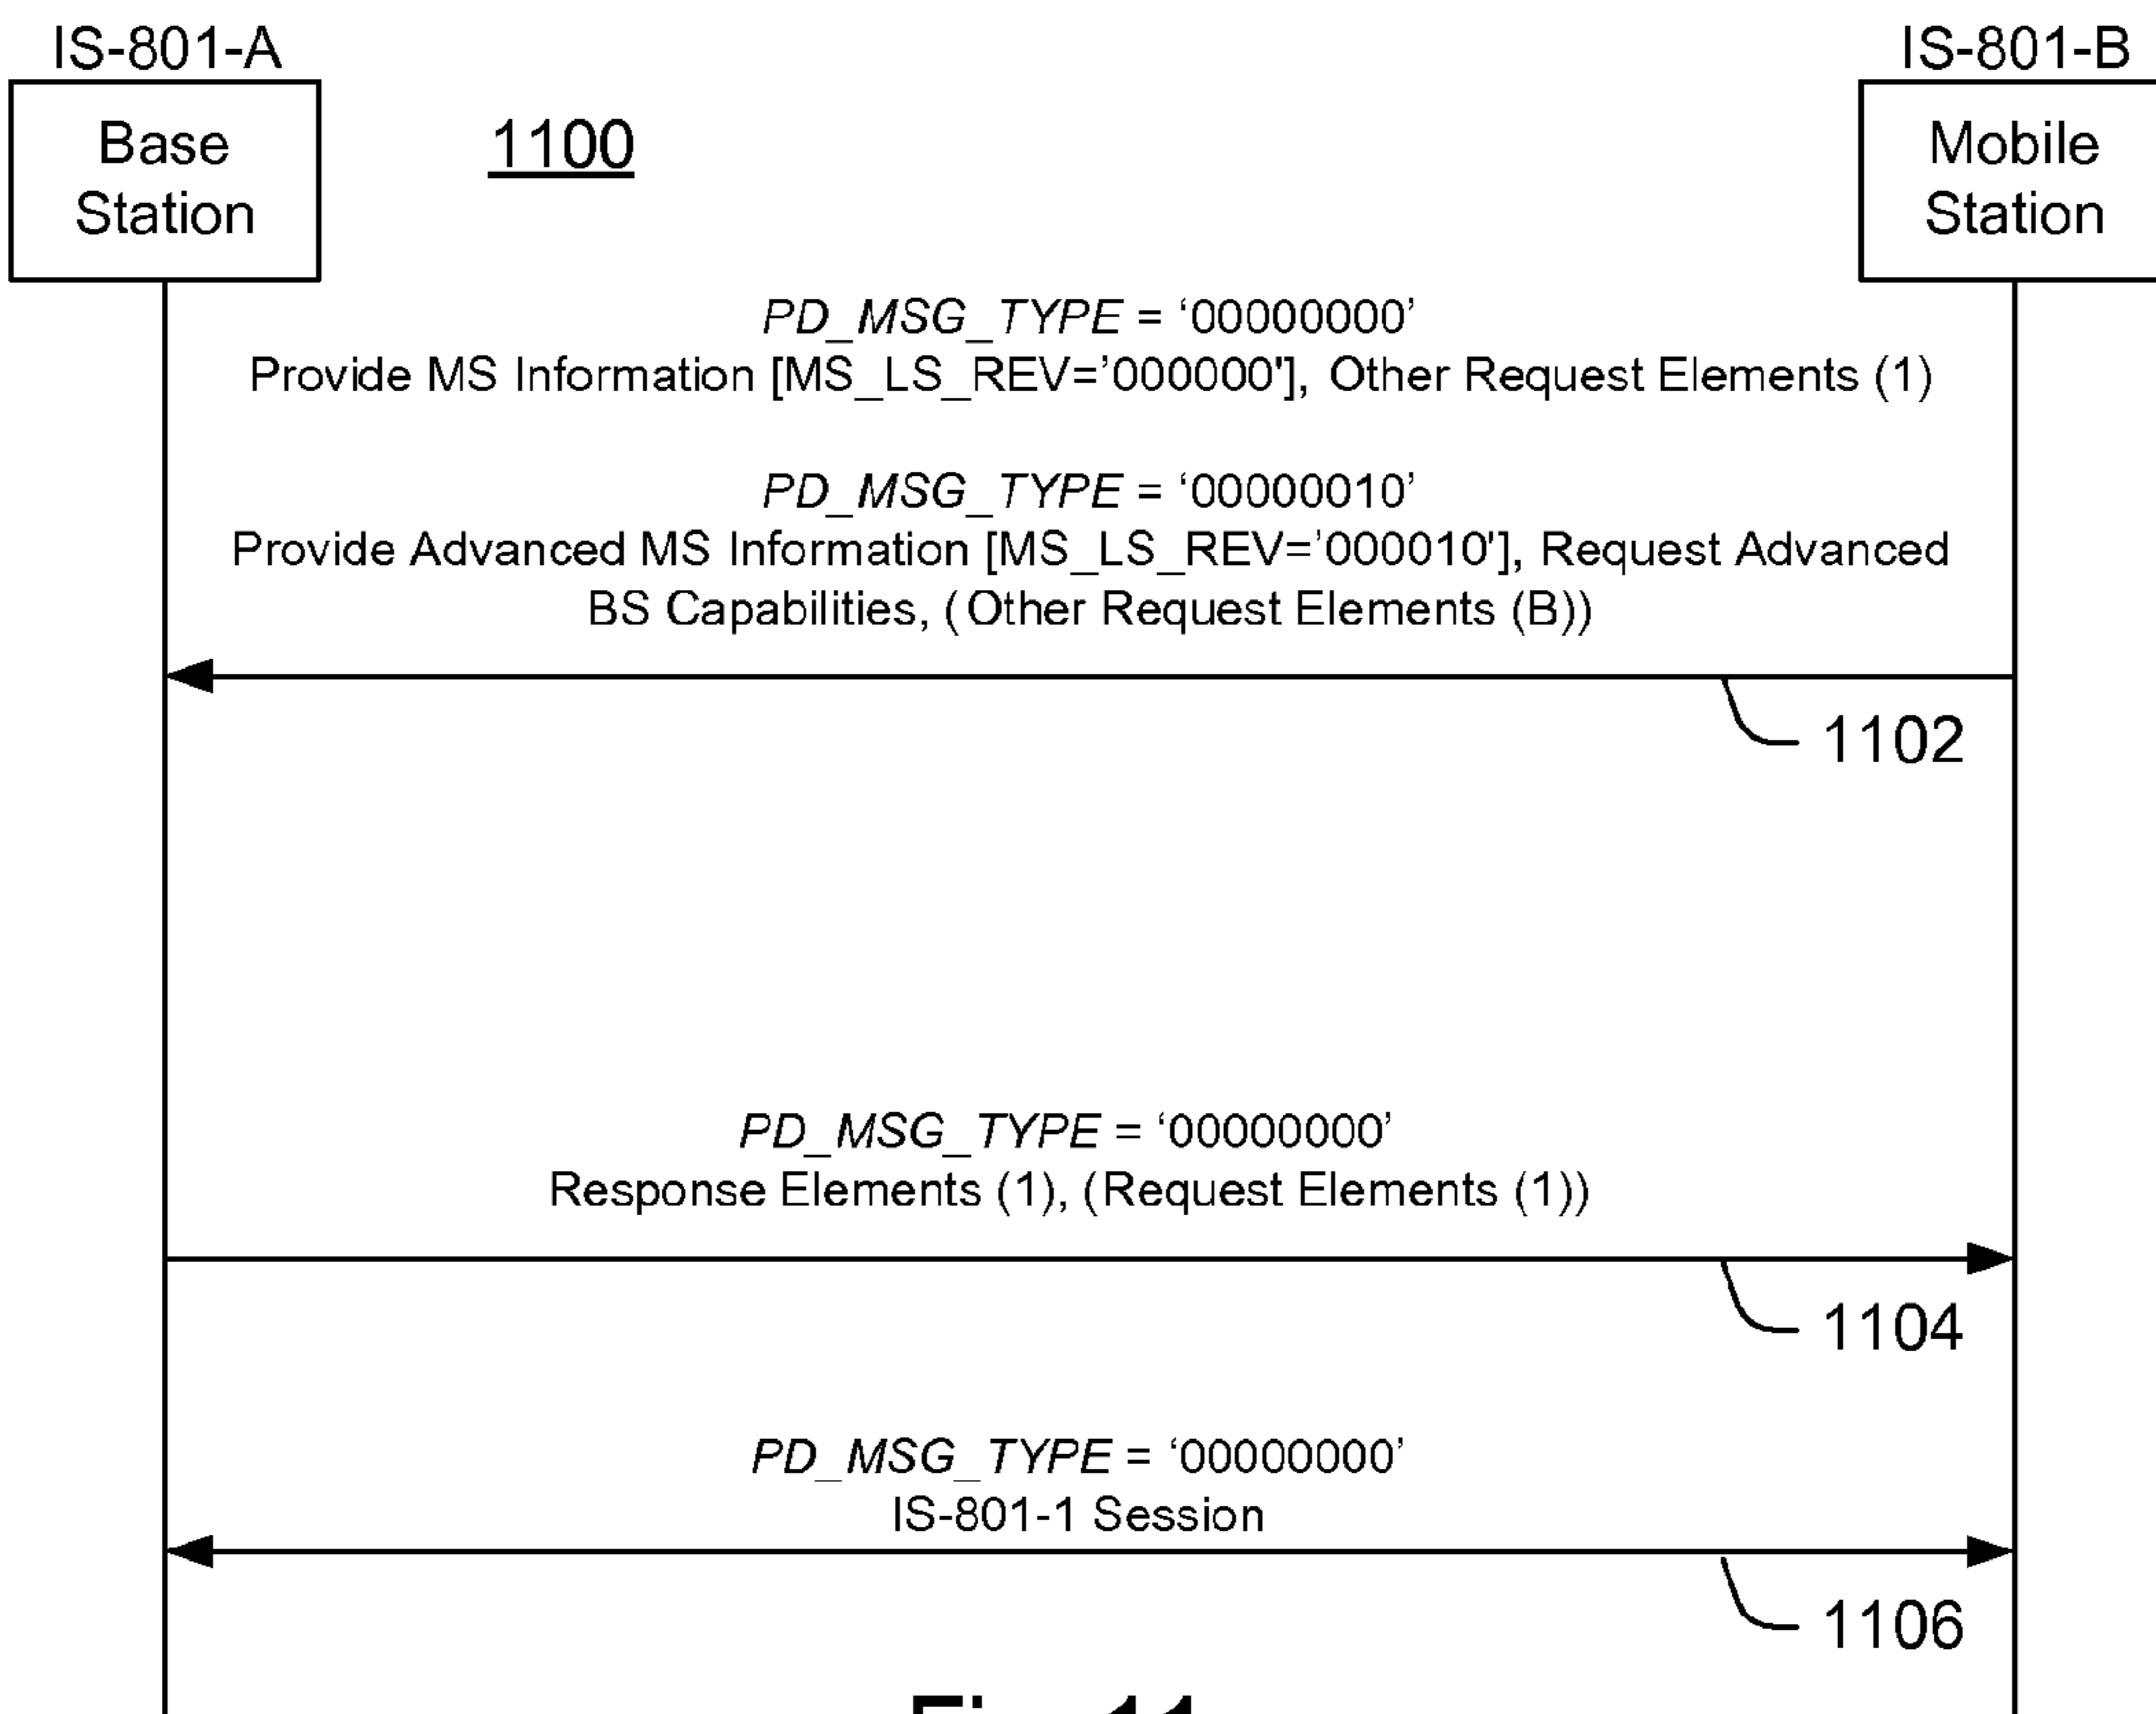 IS-801-A
IS-801-B
Base
Station
1100
Mobile
Station
PD_MSG_TYPE = ‘00000000’
Provide MS Information [MS_LS_REV=’000000'], Other Request Elements (1)
PD_MSG_TYPE = ‘00000010’
Provide Advanced MS Information [MS_LS_REV=’000010'], Request Advanced
BS Capabilities, (Other Request Elements (B))
1102
PD_MSG_TYPE = ‘00000000’
Response Elements (1), (Request Elements (1))
1104
PD_MSG_TYPE = ‘00000000’
IS-801-1 Session
1106